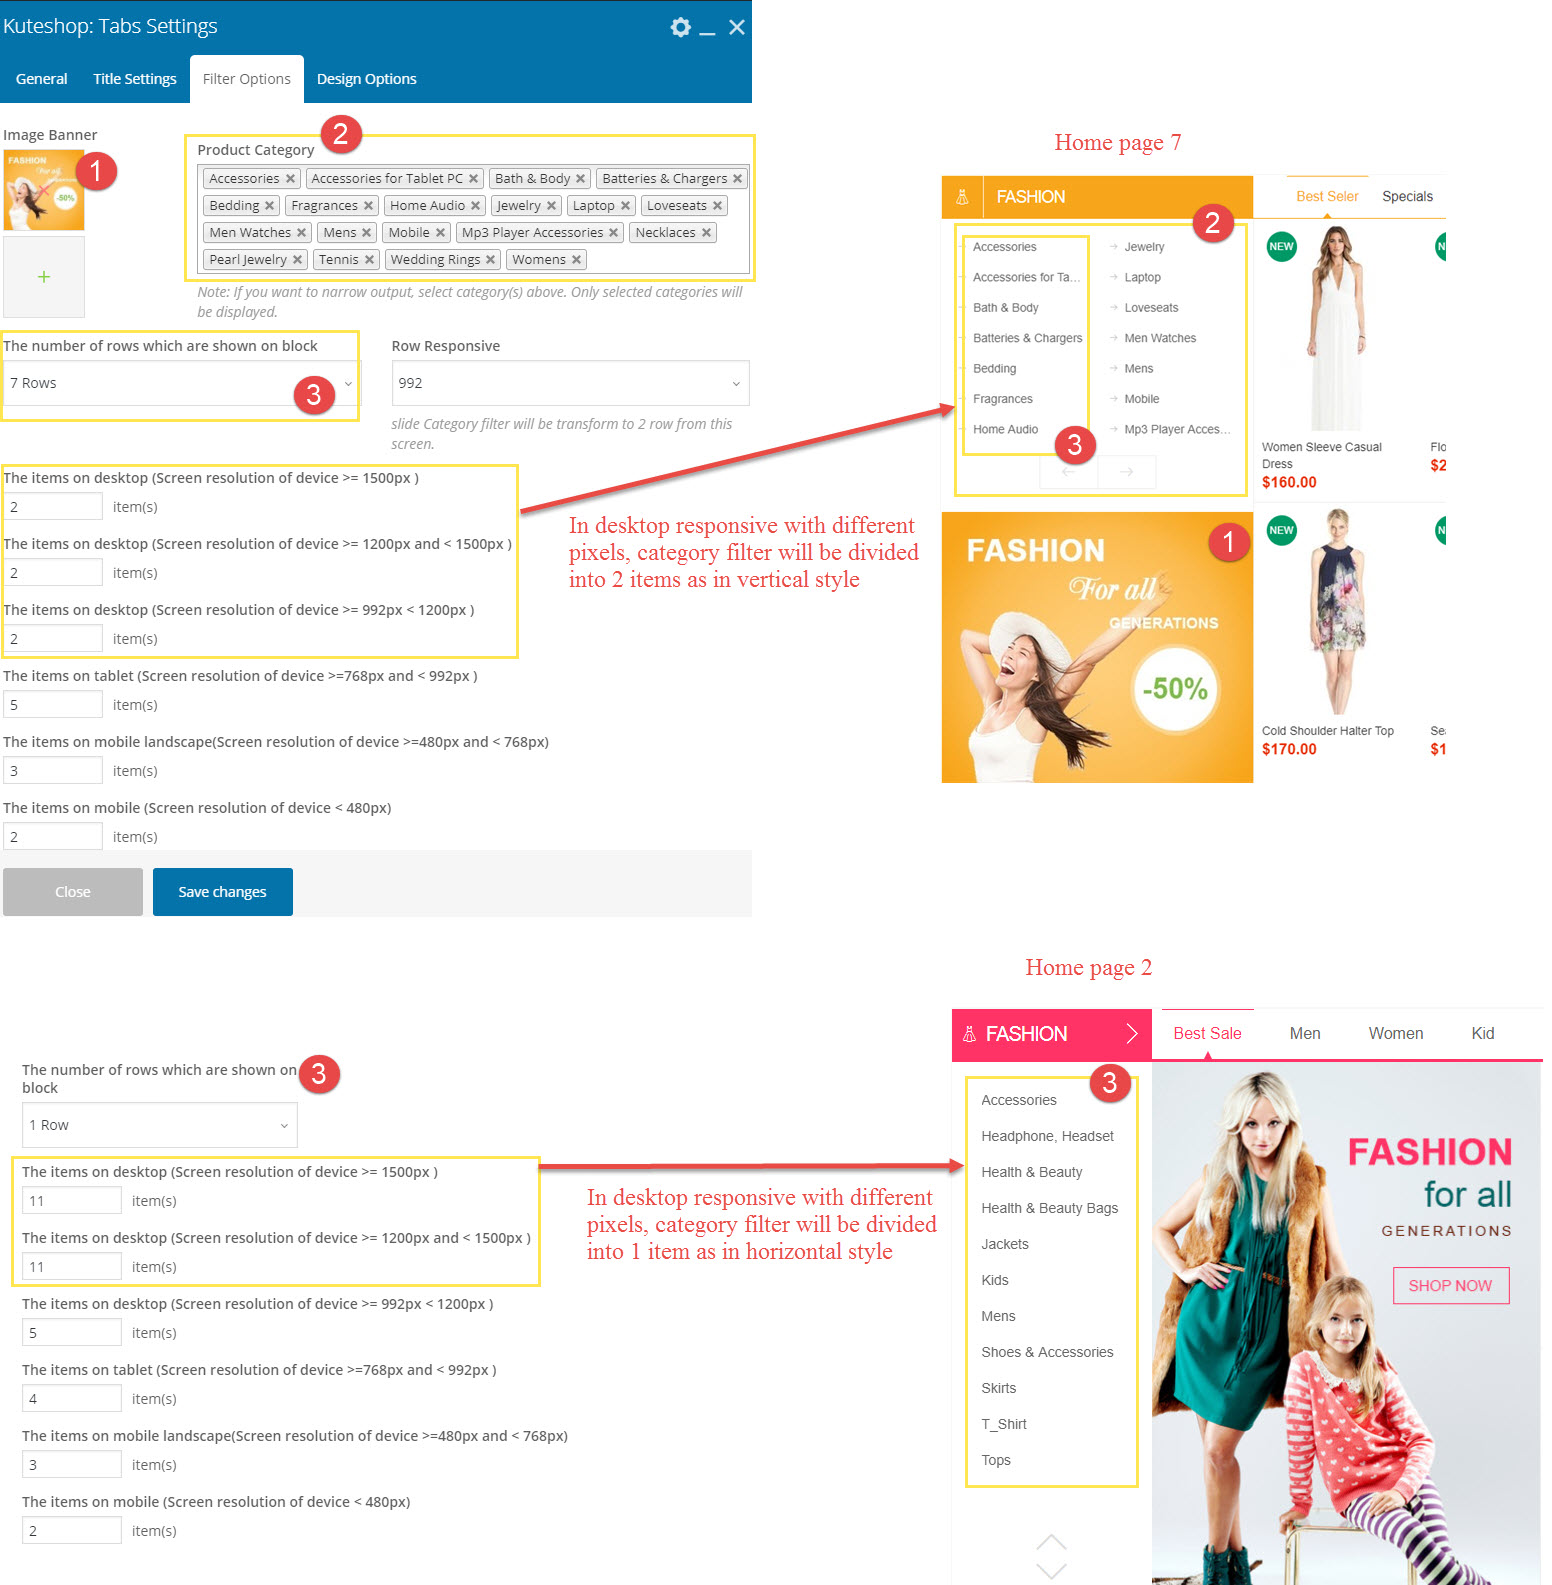 Kuteshop: Tabs Settings
General Title Settings Filter Options Design Options
Image Banner
1
FASHION
For all
-50%
+
2
Product Category
Accessories × Accessories for Tablet PC × Bath & Body × Batteries & Chargers ×
Bedding × Fragrances × Home Audio × Jewelry × Laptop × Loveseats ×
Men Watches × Mens × Mobile × Mp3 Player Accessories × Necklaces ×
Pearl Jewelry × Tennis × Wedding Rings × Womens ×
Note: If you want to narrow output, select category(s) above. Only selected categories will
be displayed.
The number of rows which are shown on block
7 Rows
3
Row Responsive
992
slide Category filter will be transform to 2 row from this
screen.
The items on desktop (Screen resolution of device >= 1500px )
2 item(s)
The items on desktop (Screen resolution of device >= 1200px and < 1500px )
2 item(s)
The items on desktop (Screen resolution of device >= 992px < 1200px )
2 item(s)
The items on tablet (Screen resolution of device >=768px and < 992px )
5 item(s)
The items on mobile landscape(Screen resolution of device >=480px and < 768px)
3 item(s)
The items on mobile (Screen resolution of device < 480px)
2 item(s)
Close Save changes
In desktop responsive with different
pixels, category filter will be divided
into 2 items as in vertical style
Home page 7
FASHION
Best Seler Specials
2
Accessories
Accessories for Ta...
Bath & Body
Batteries & Chargers
Bedding
Fragrances
Home Audio
3
Jewelry
Laptop
Loveseats
Men Watches
Mens
Mobile
Mp3 Player Acces...
NEW
Women Sleeve Casual
Dress
$160.00
N
Flo
$2
1
FASHION
For all
GENERATIONS
-50%
NEW
Cold Shoulder Halter Top
$170.00
N
Se
$1
The number of rows which are shown on
block
3
1 Row
The items on desktop (Screen resolution of device >= 1500px )
11 item(s)
The items on desktop (Screen resolution of device >= 1200px and < 1500px )
11 item(s)
The items on desktop (Screen resolution of device >= 992px < 1200px )
5 item(s)
The items on tablet (Screen resolution of device >=768px and < 992px )
4 item(s)
The items on mobile landscape(Screen resolution of device >=480px and < 768px)
3 item(s)
The items on mobile (Screen resolution of device < 480px)
2 item(s)
In desktop responsive with different
pixels, category filter will be divided
into 1 item as in horizontal style
Home page 2
FASHION
Best Sale Men Women Kid
3
Accessories
Headphone, Headset
Health & Beauty
Health & Beauty Bags
Jackets
Kids
Mens
Shoes & Accessories
Skirts
T_Shirt
Tops
FASHION
for all
GENERATIONS
SHOP NOW